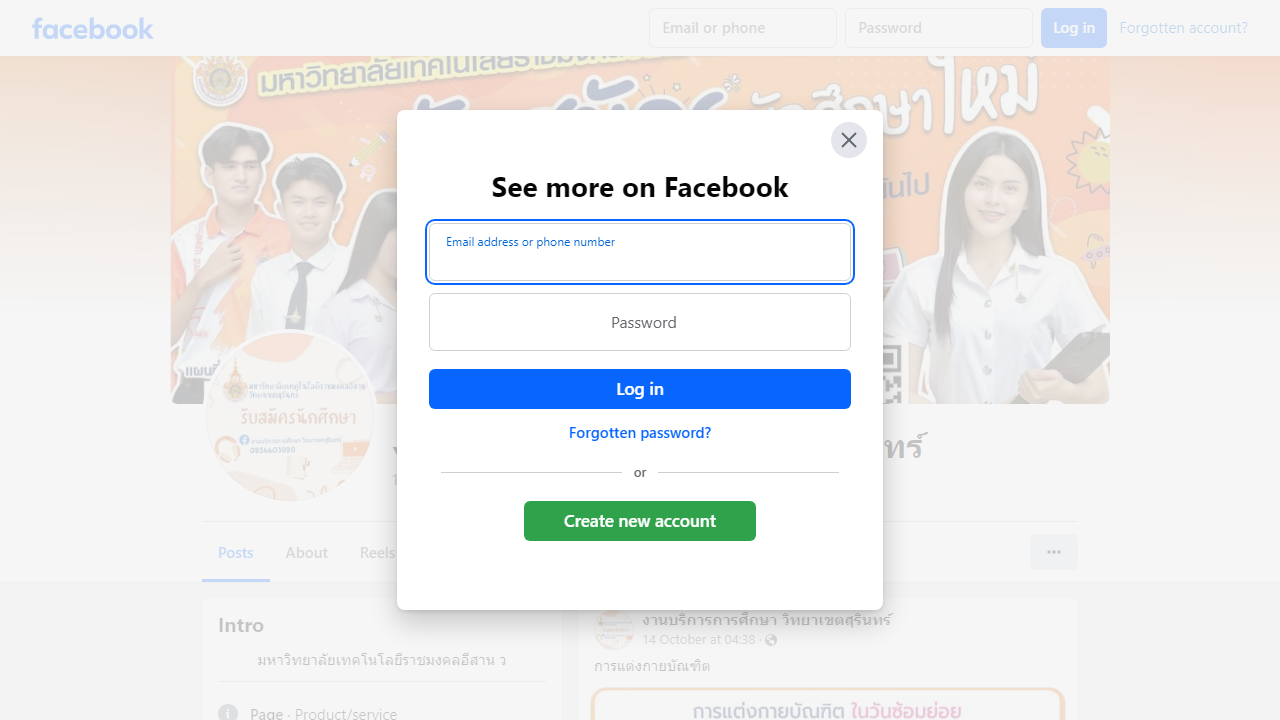 facebook
Email or phone
Password
Log in
Forgotten account?
มหาวิทยาลัยเทคโนโลยีราชมงคล
ใหม่
See more on Facebook
Email address or phone number
Password
Log in
Forgotten password?
or
Create new account
รับสมัครนักศึกษา
Posts
About
Reels
Intro
มหาวิทยาลัยเทคโนโลยีราชมงคลอีสาน ว
Page · Product/service
งานบริการการศึกษา วิทยาเขตสุรินทร์
14 October at 04:38
การแต่งกายบัณฑิต
การแต่งกายบัณฑิต ในวันซ้อมย่อย